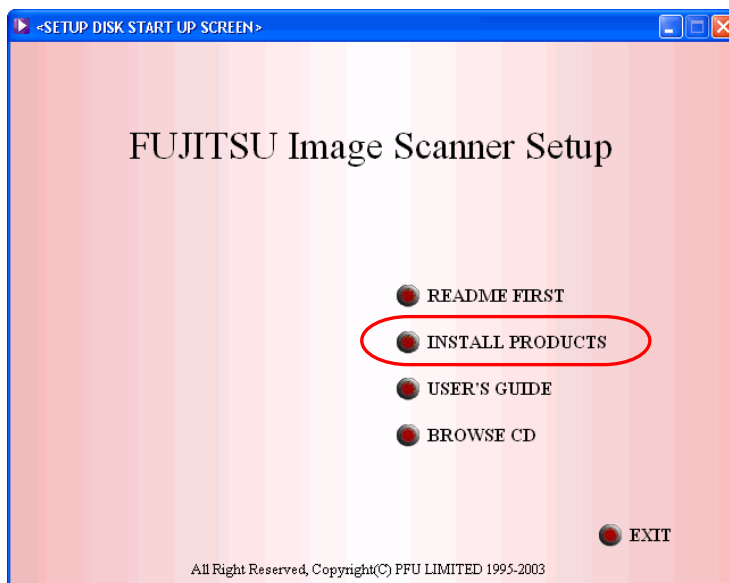 <SETUP DISK START UP SCREEN>
FUJITSU Image Scanner Setup
README FIRST
INSTALL PRODUCTS
USER'S GUIDE
BROWSE CD
EXIT
All Right Reserved, Copyright(C) PFU LIMITED 1995-2003